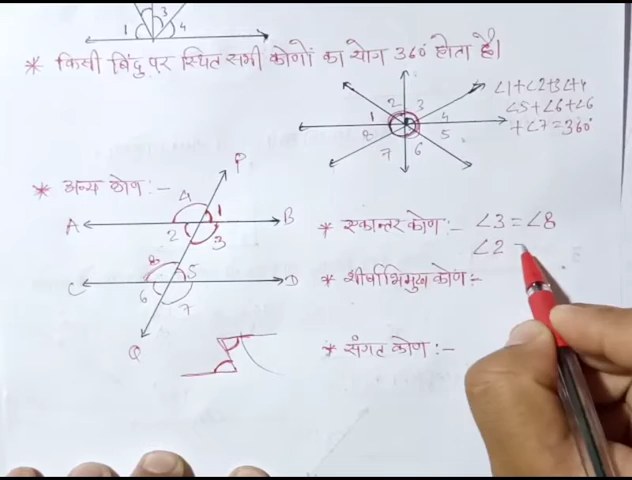 1 3 4
* किसी बिंदु पर स्थित सभी कोणों का योग 360° होता है।
2 3
1 4
8 5
7 6
∠1+∠2+3∠+4
∠5+∠6+∠6
+∠7=360°
* अन्य कोण :-
P
4 1
A B
2 3
8 5
C D
6 7
Q
* एकान्तर कोण :- ∠3 = ∠8
∠2 =
* शीर्षाभिमुख कोण :-
* संगत कोण :-